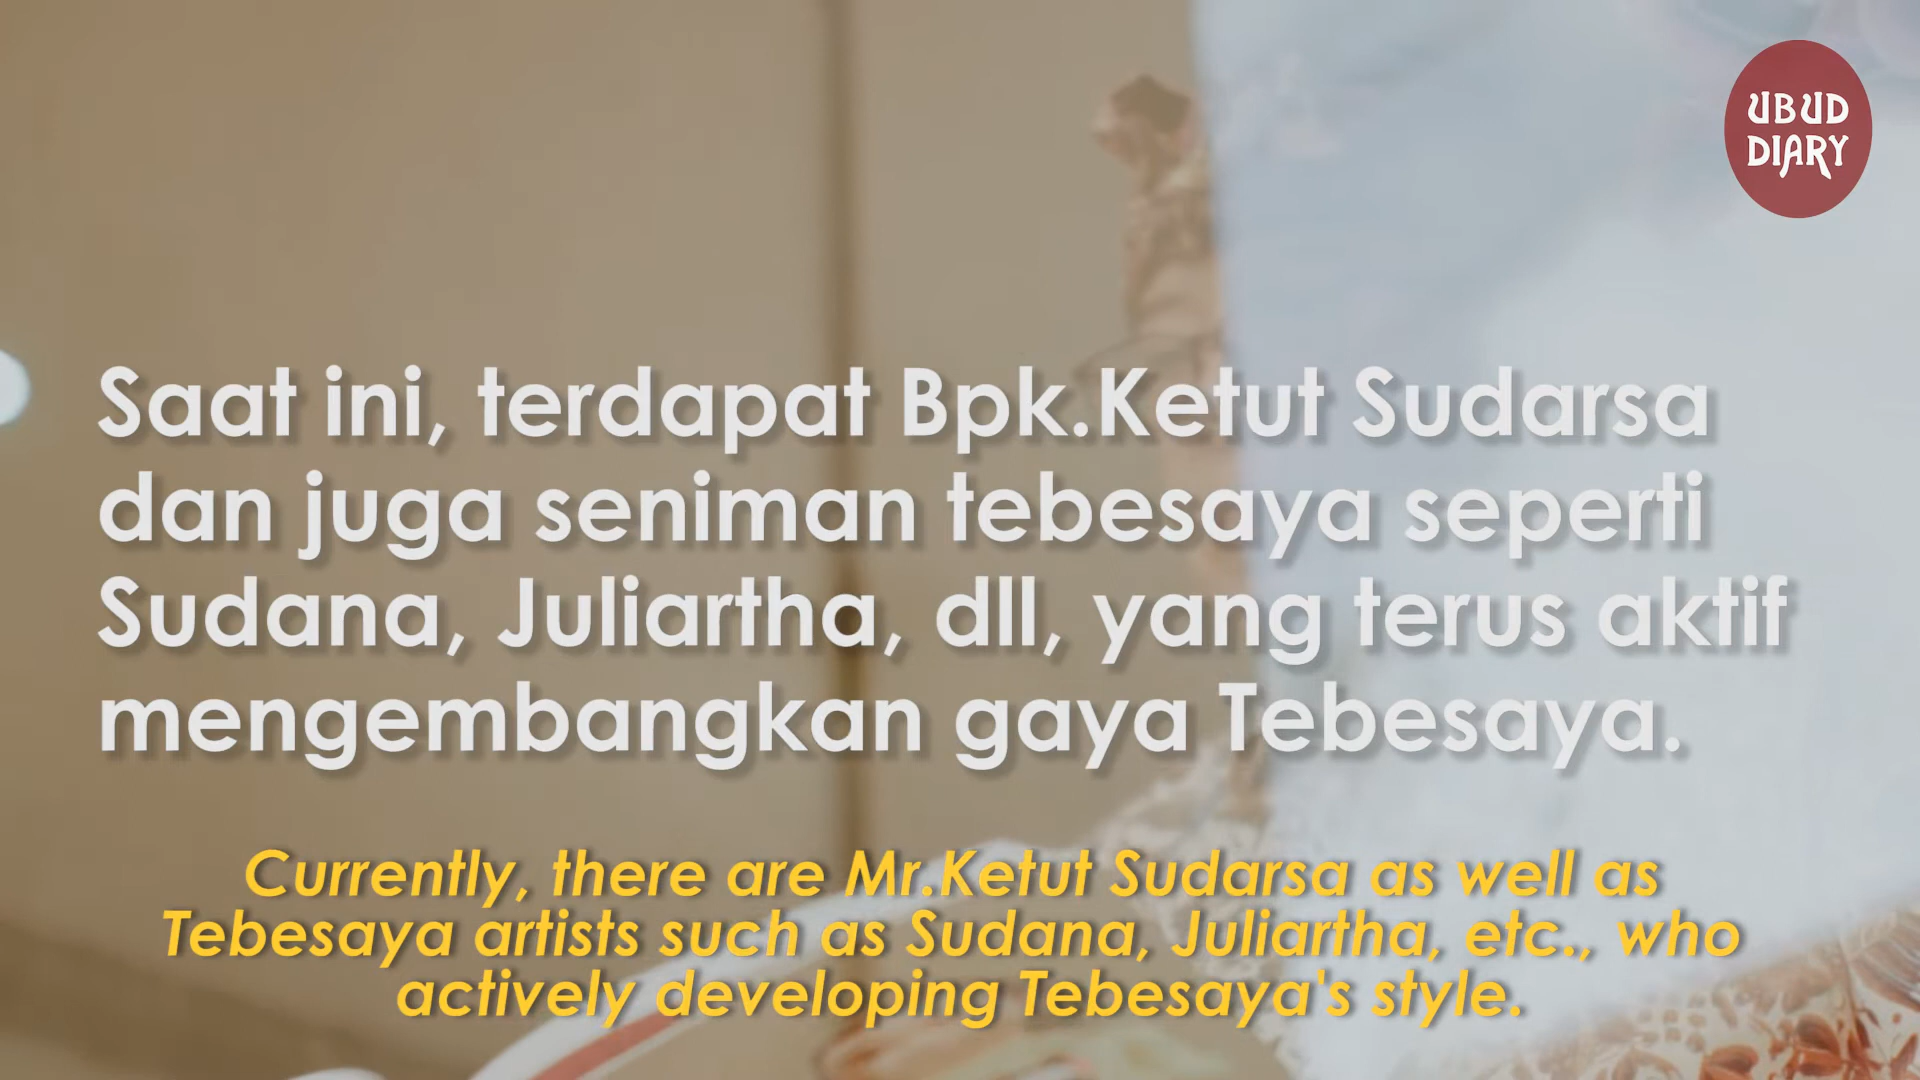 UBUD
DIARY
Saat ini, terdapat Bpk.Ketut Sudarsa
dan juga seniman tebesaya seperti
Sudana, Juliartha, dll, yang terus aktif
mengembangkan gaya Tebesaya.
Currently, there are Mr.Ketut Sudarsa as well as
Tebesaya artists such as Sudana, Juliartha, etc., who
actively developing Tebesaya's style.